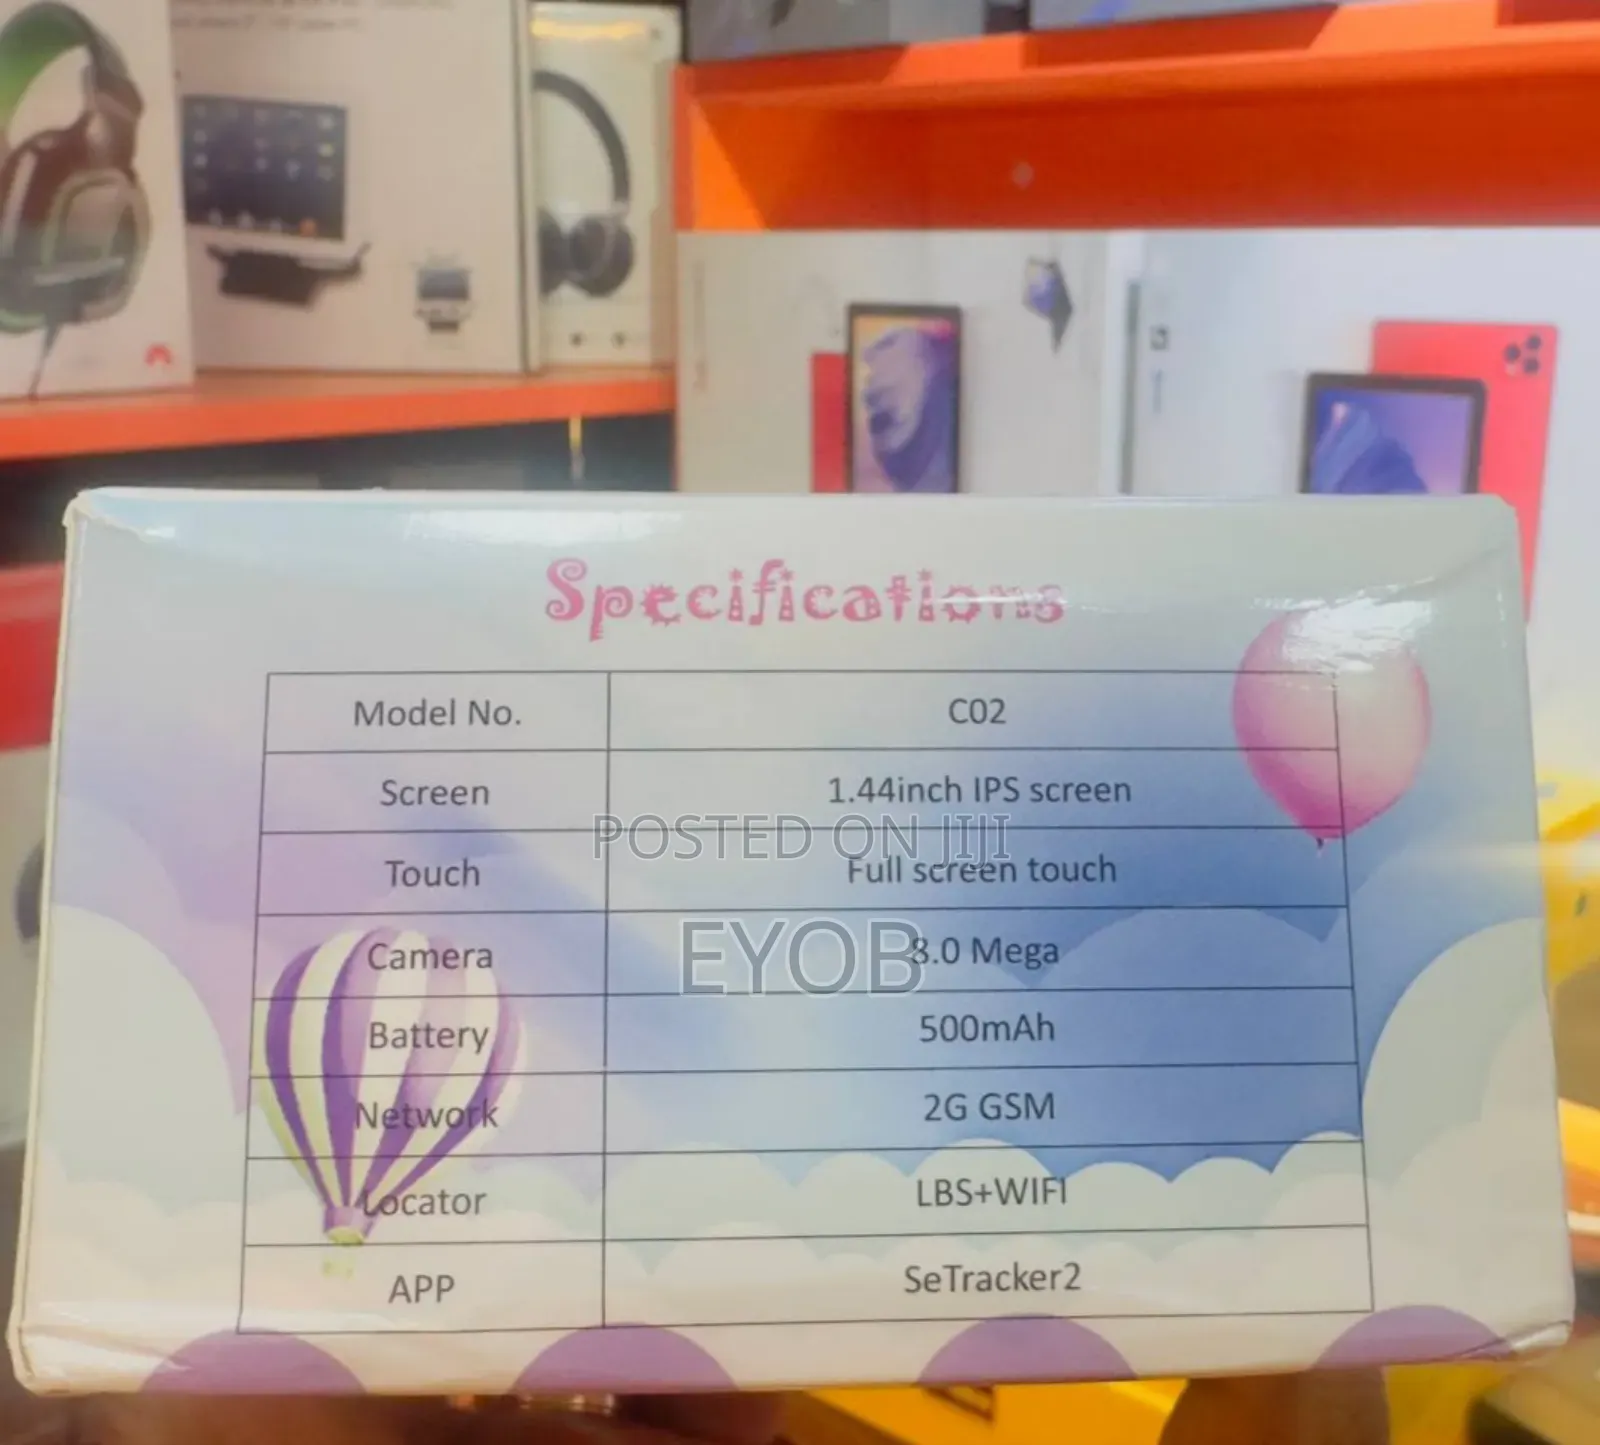 Specifications
Model No. C02
Screen 1.44inch IPS screen
POSTED ON JIJI
Touch Full screen touch
EYOB
Camera 8.0 Mega
Battery 500mAh
Network 2G GSM
Locator LBS+WIFI
APP SeTracker2